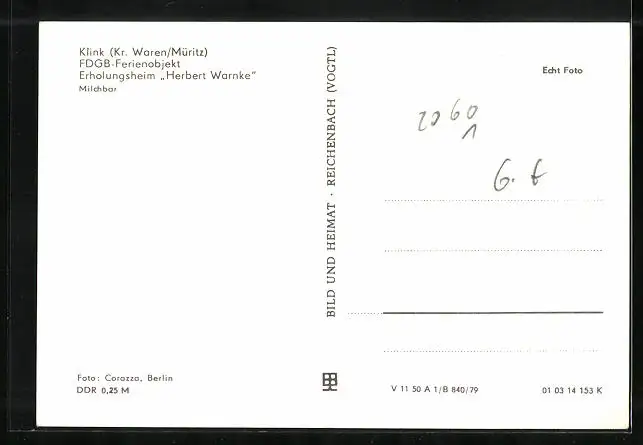 Klink (Kr. Waren/Müritz)
FDGB-Ferienobjekt
Erholungsheim „Herbert Warnke“
Milchbar
Foto: Corazza, Berlin
DDR 0,25 M
BILD UND HEIMAT · REICHENBACH (VOGTL)
Echt Foto
2060
1
G. t
V 11 50 A 1/B 840/79
01 03 14 153 K